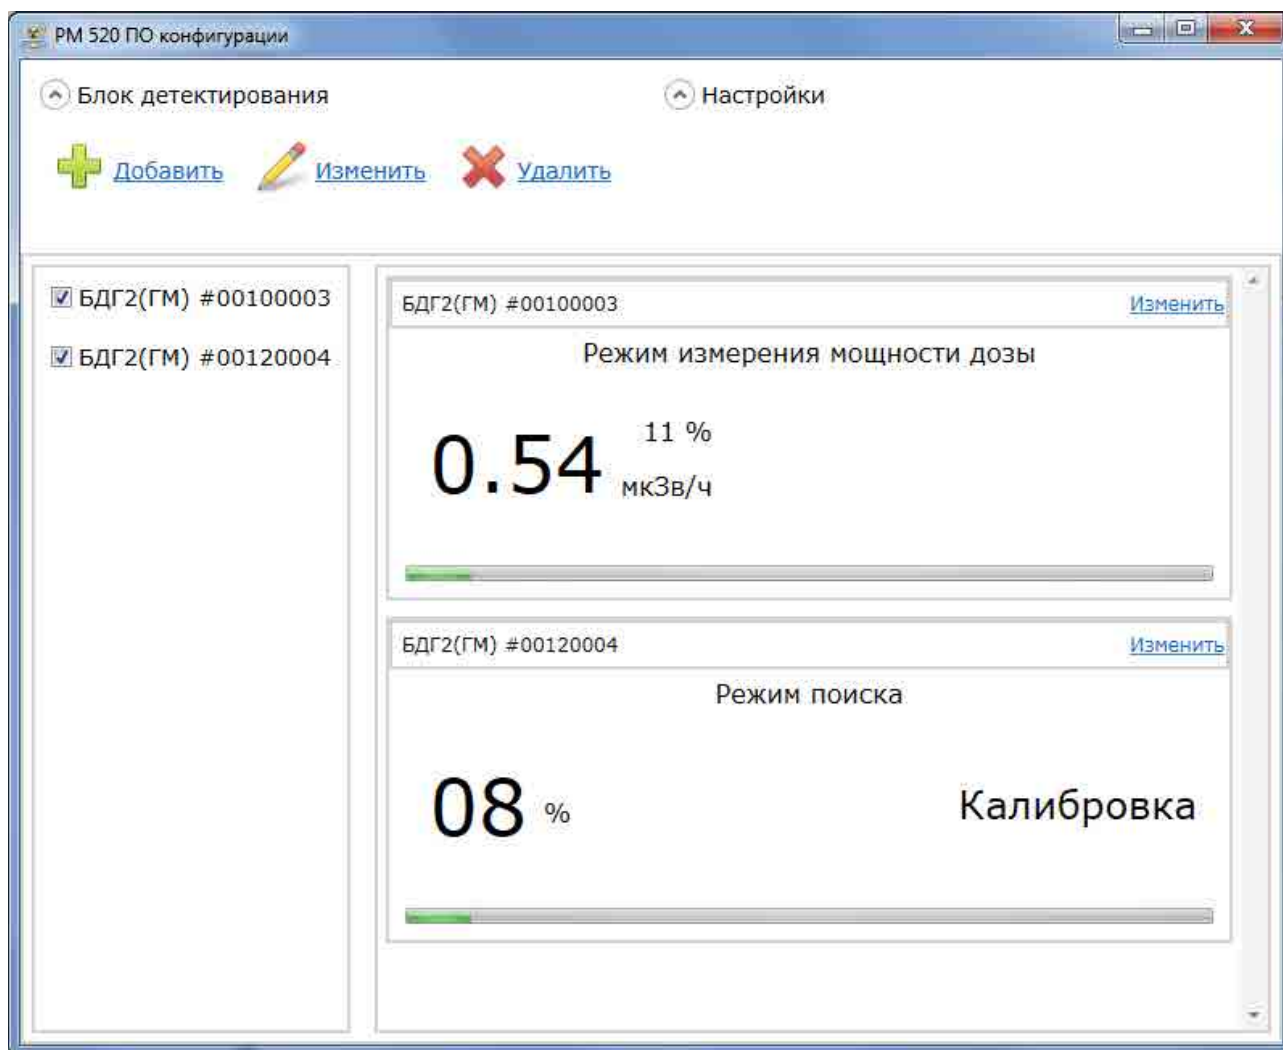 PM 520 ПО конфигурации
Блок детектирования
Настройки
Добавить Изменить Удалить
БДГ2(ГМ) #00100003
БДГ2(ГМ) #00120004
БДГ2(ГМ) #00100003 Изменить
Режим измерения мощности дозы
11 %
0.54 мкЗв/ч
БДГ2(ГМ) #00120004 Изменить
Режим поиска
08 % Калибровка